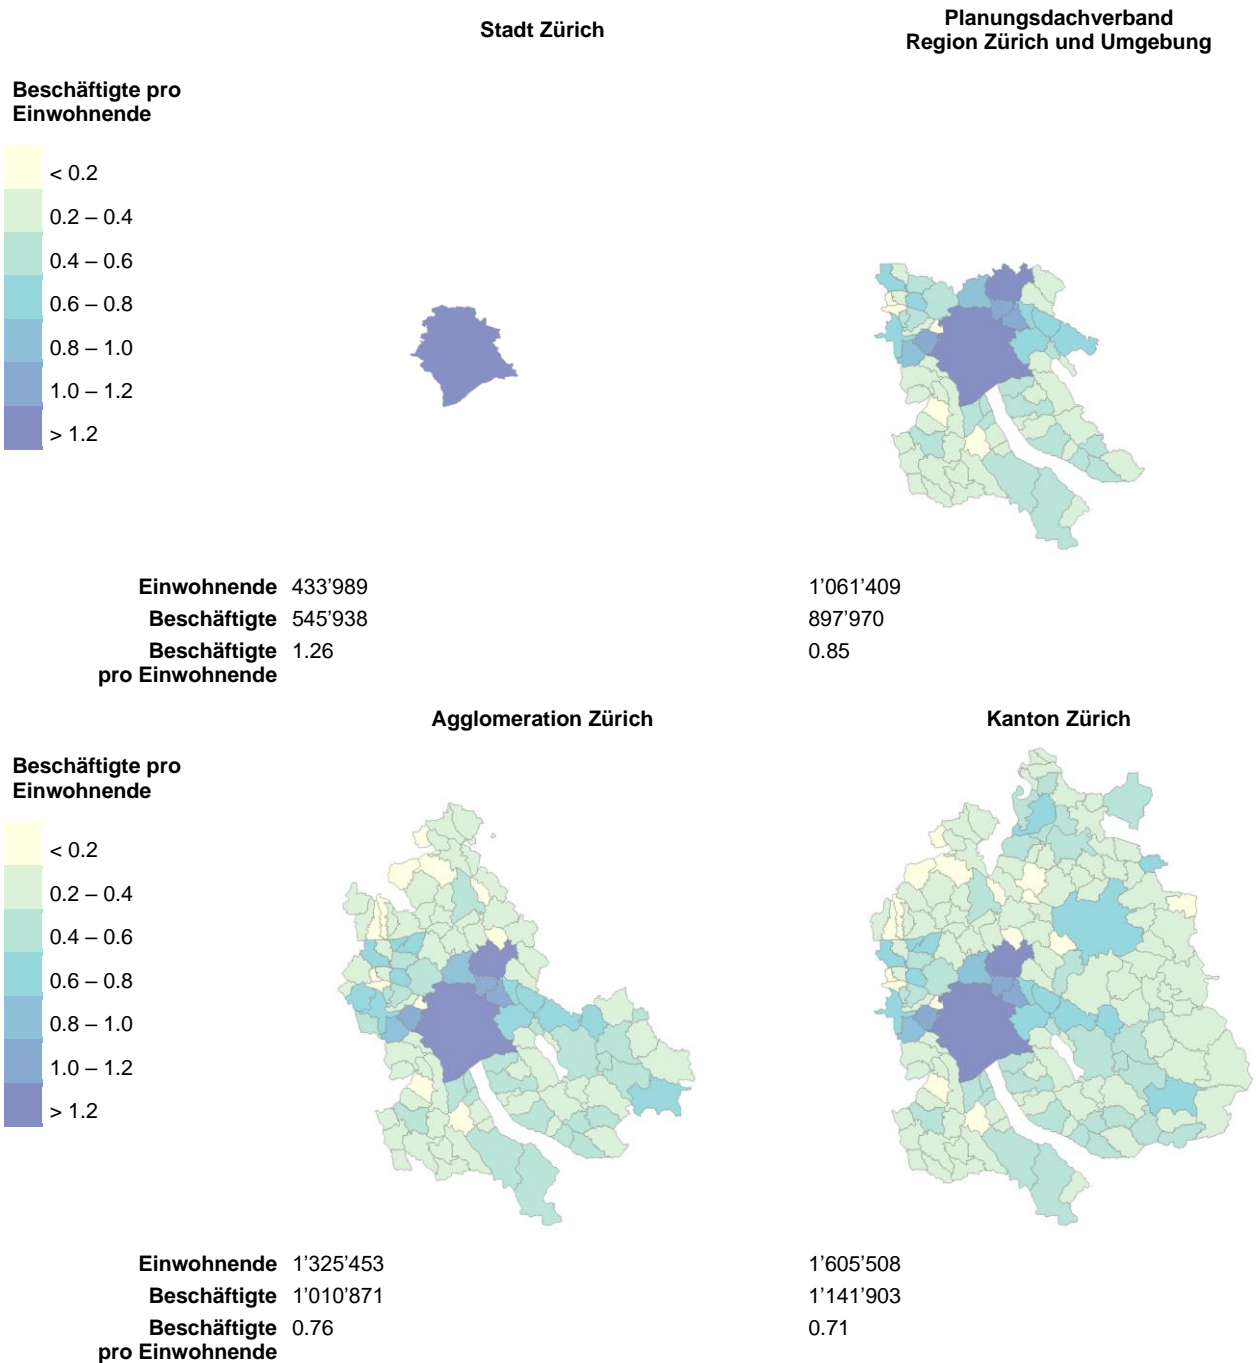 Stadt Zürich
Planungsdachverband
Region Zürich und Umgebung
Beschäftigte pro
Einwohnende
< 0.2
0.2 – 0.4
0.4 – 0.6
0.6 – 0.8
0.8 – 1.0
1.0 – 1.2
> 1.2
Einwohnende 433’989 1’061’409
Beschäftigte 545’938 897’970
Beschäftigte 1.26 0.85
pro Einwohnende
Agglomeration Zürich Kanton Zürich
Beschäftigte pro
Einwohnende
< 0.2
0.2 – 0.4
0.4 – 0.6
0.6 – 0.8
0.8 – 1.0
1.0 – 1.2
> 1.2
Einwohnende 1’325’453 1’605’508
Beschäftigte 1’010’871 1’141’903
Beschäftigte 0.76 0.71
pro Einwohnende